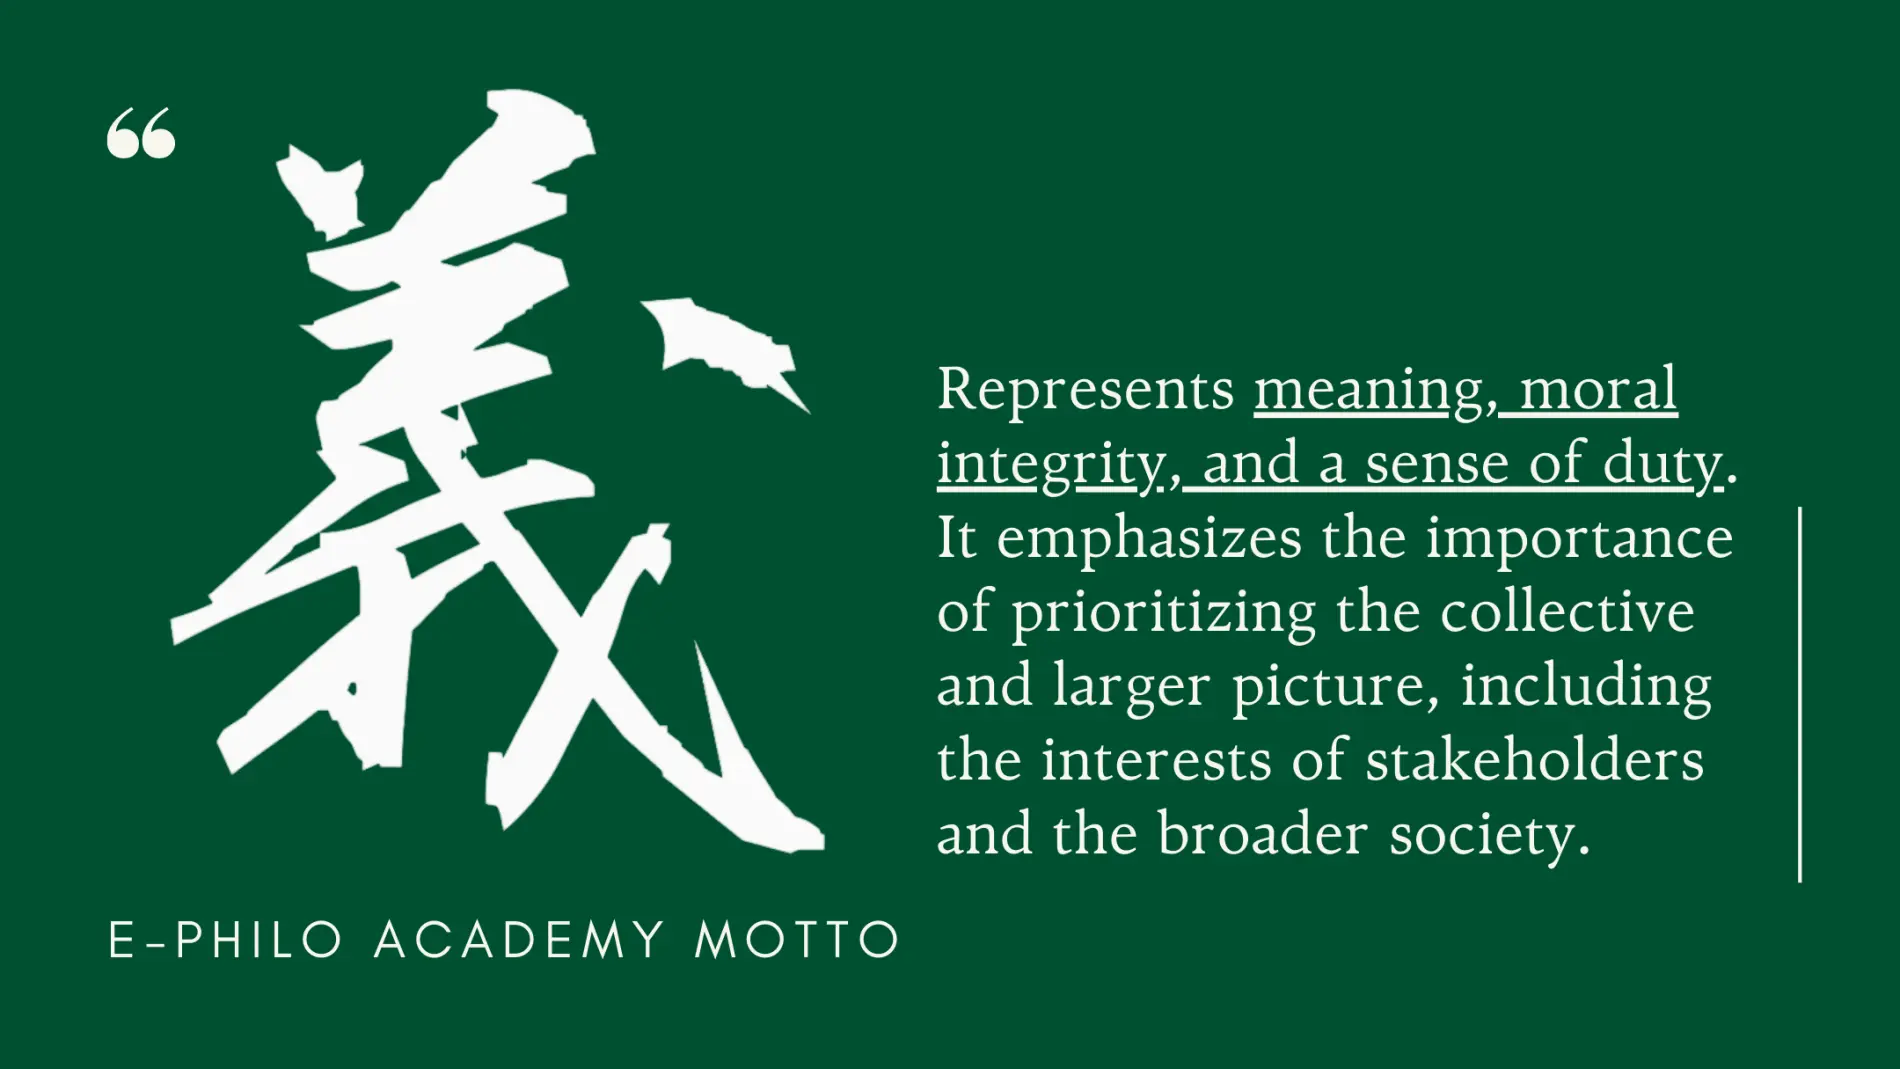 “
義
Represents meaning, moral
integrity, and a sense of duty.
It emphasizes the importance
of prioritizing the collective
and larger picture, including
the interests of stakeholders
and the broader society.
E-PHILO ACADEMY MOTTO